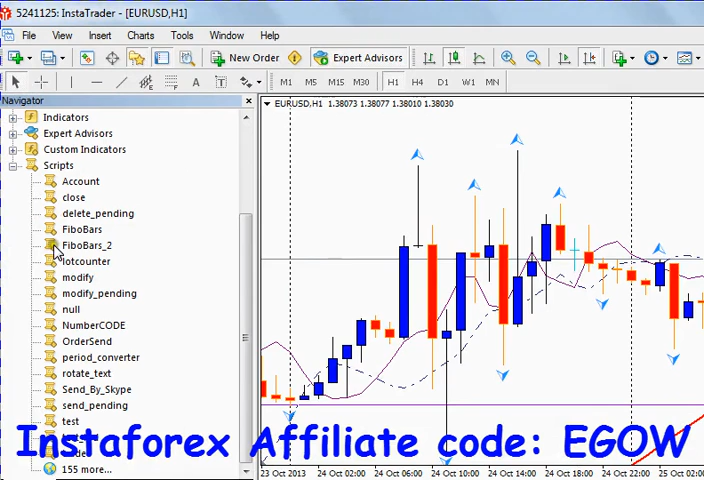 5241125: InstaTrader - [EURUSD,H1]
File View Insert Charts Tools Window Help
New Order Expert Advisors
A T M1 M5 M15 M30 H1 H4 D1 W1 MN
Navigator
EURUSD,H1 1.38073 1.38077 1.38010 1.38030
Indicators
Expert Advisors
Custom Indicators
Scripts
Account
close
delete_pending
FiboBars
FiboBars_2
lotcounter
modify
modify_pending
null
NumberCODE
OrderSend
period_converter
rotate_text
Send_By_Skype
send_pending
test
Instaforex Affiliate code: EGOW
155 more...
23 Oct 2013 24 Oct 02:00 24 Oct 06:00 24 Oct 10:00 24 Oct 14:00 24 Oct 18:00 24 Oct 22:00 25 Oct 02:00